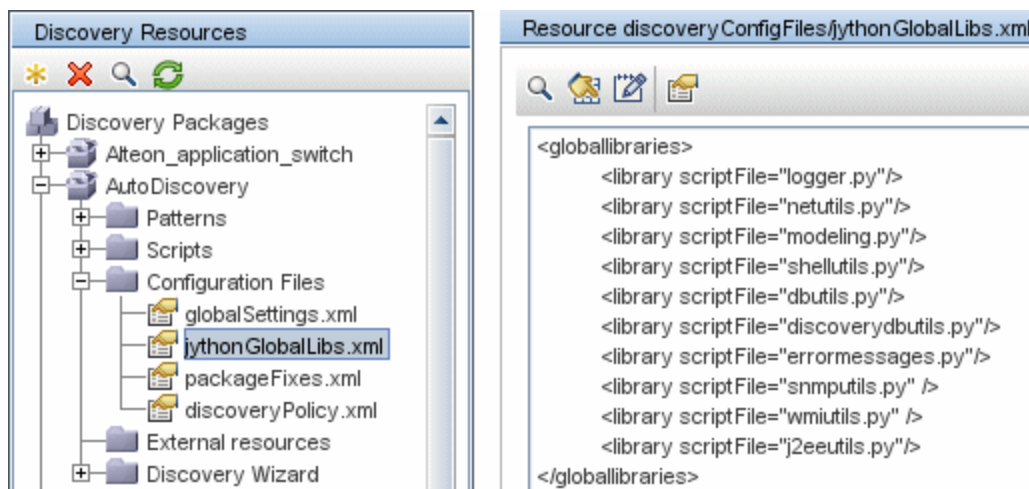 Discovery Resources
Discovery Packages
Alteon_application_switch
AutoDiscovery
Patterns
Scripts
Configuration Files
globalSettings.xml
jythonGlobalLibs.xml
packageFixes.xml
discoveryPolicy.xml
External resources
Discovery Wizard
Resource discoveryConfigFiles/jythonGlobalLibs.xml
<globallibraries>
<library scriptFile="logger.py"/>
<library scriptFile="netutils.py"/>
<library scriptFile="modeling.py"/>
<library scriptFile="shellutils.py"/>
<library scriptFile="dbutils.py"/>
<library scriptFile="discoverydbutils.py"/>
<library scriptFile="errormessages.py"/>
<library scriptFile="snmputils.py" />
<library scriptFile="wmiutils.py" />
<library scriptFile="j2eeutils.py"/>
</globallibraries>